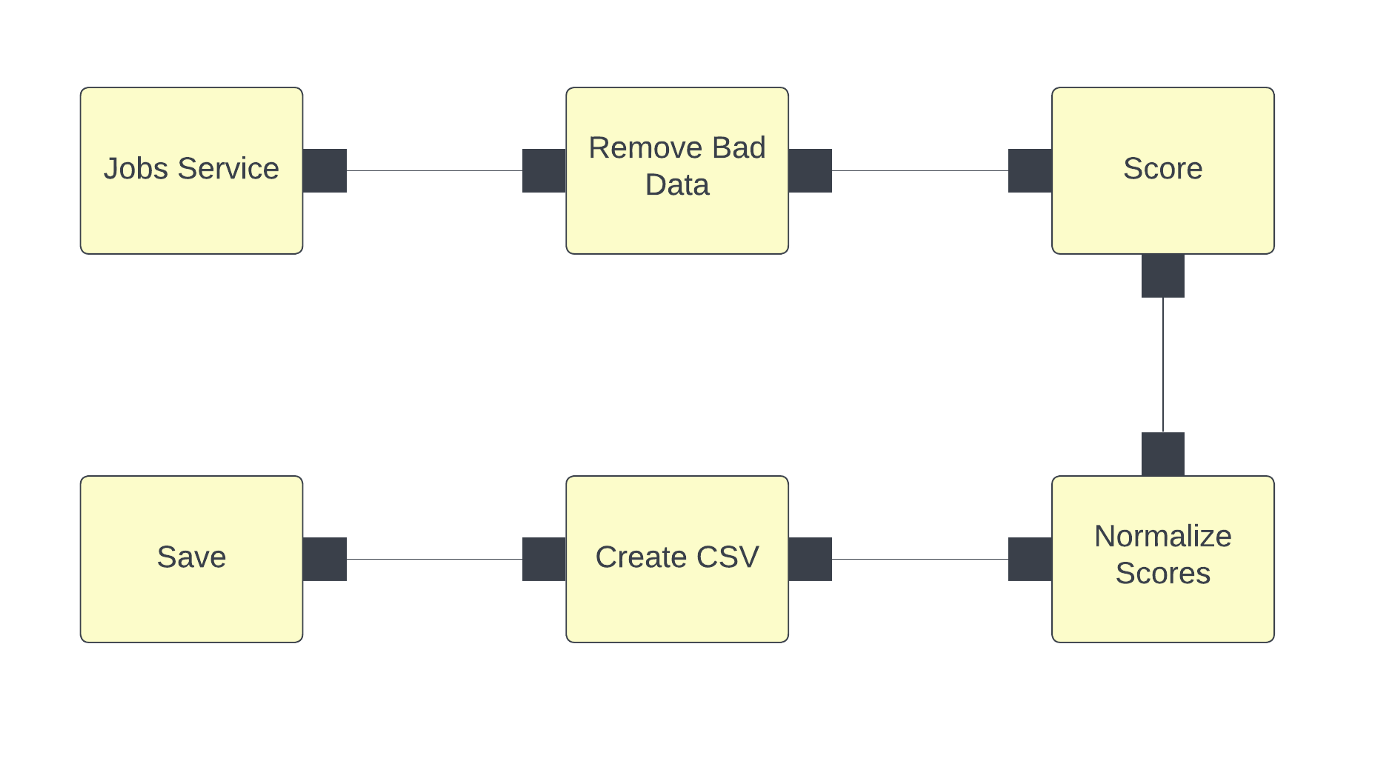 Jobs Service
Remove Bad
Data
Score
Save
Create CSV
Normalize
Scores